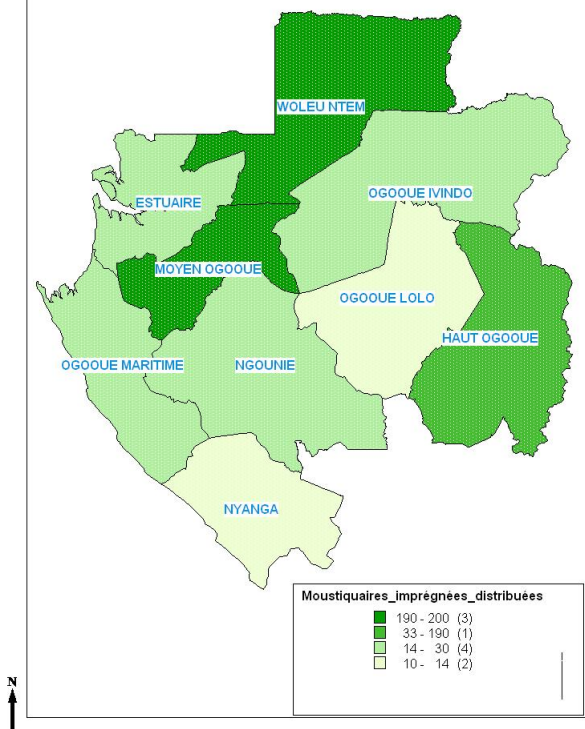 WOLEU NTEM
OGOOUE IVINDO
ESTUAIRE
MOYEN OGOOUE
OGOOUE LOLO
HAUT OGOOUE
OGOOUE MARITIME
NGOUNIE
NYANGA
Moustiquaires_imprégnées_distribuées
190 - 200 (3)
33 - 190 (1)
14 - 30 (4)
10 - 14 (2)
N